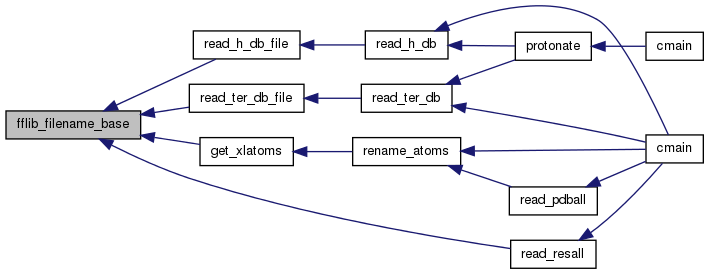 fflib_filename_base
read_h_db_file
read_h_db
protonate
cmain
read_ter_db_file
read_ter_db
get_xlatoms
rename_atoms
cmain
read_pdball
read_resall